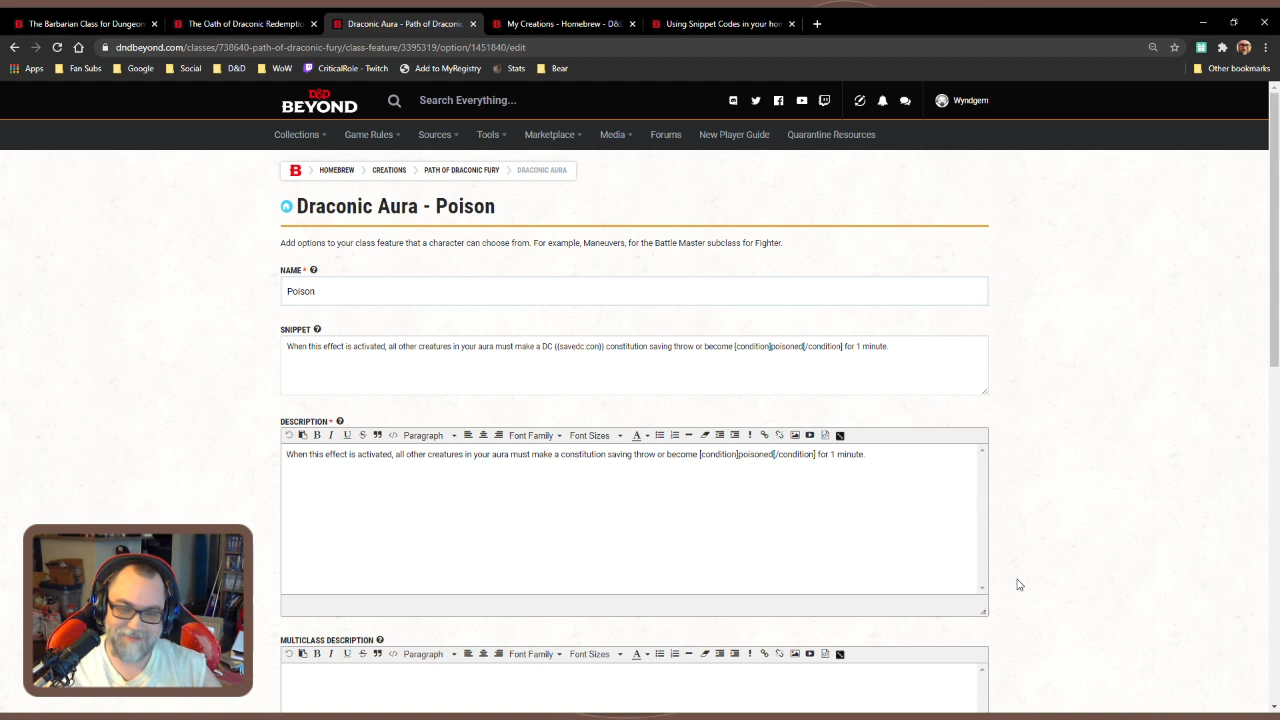 The Barbarian Class for Dungeon
The Oath of Draconic Redemptio
Draconic Aura - Path of Draconic
My Creations - Homebrew - D&D
Using Snippet Codes in your hom
dndbeyond.com/classes/738640-path-of-draconic-fury/class-feature/3395319/option/1451840/edit
Apps
Fan Subs
Google
Social
D&D
WoW
CriticalRole - Twitch
Add to MyRegistry
Stats
Bear
Other bookmarks
D&D
BEYOND
Search Everything...
Wyndgem
Collections
Game Rules
Sources
Tools
Marketplace
Media
Forums
New Player Guide
Quarantine Resources
B
HOMEBREW
CREATIONS
PATH OF DRACONIC FURY
DRACONIC AURA
Draconic Aura - Poison
Add options to your class feature that a character can choose from. For example, Maneuvers, for the Battle Master subclass for Fighter.
NAME *
Poison
SNIPPET
When this effect is activated, all other creatures in your aura must make a DC {{savedc:con}} constitution saving throw or become [condition]poisoned[/condition] for 1 minute.
DESCRIPTION *
B I U S Paragraph Font Family Font Sizes A
When this effect is activated, all other creatures in your aura must make a constitution saving throw or become [condition]poisoned[/condition] for 1 minute.
MULTICLASS DESCRIPTION
B I U S Paragraph Font Family Font Sizes A